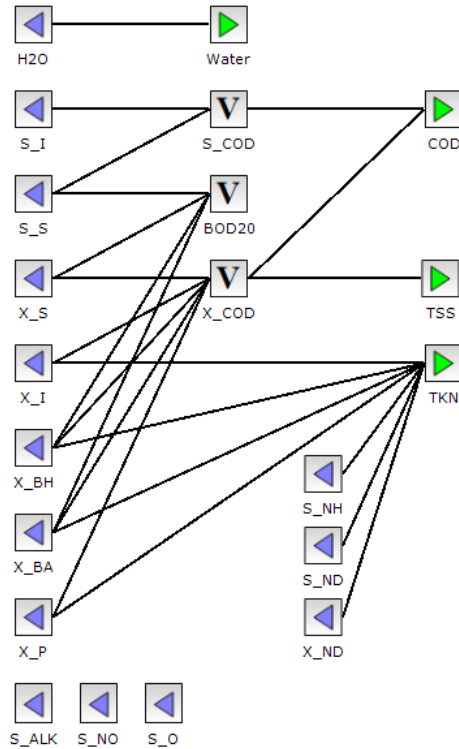 H2O Water
V
S_I S_COD COD
V
S_S BOD20
V
X_S X_COD TSS
X_I TKN
X_BH
S_NH
X_BA
S_ND
X_P X_ND
S_ALK S_NO S_O